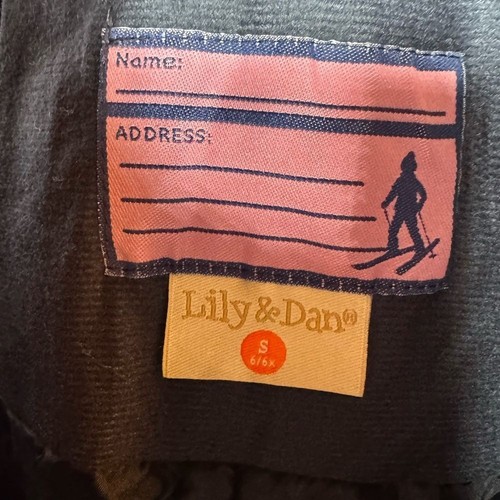 Name:
ADDRESS:
Lily & Dan®
S
6/6X